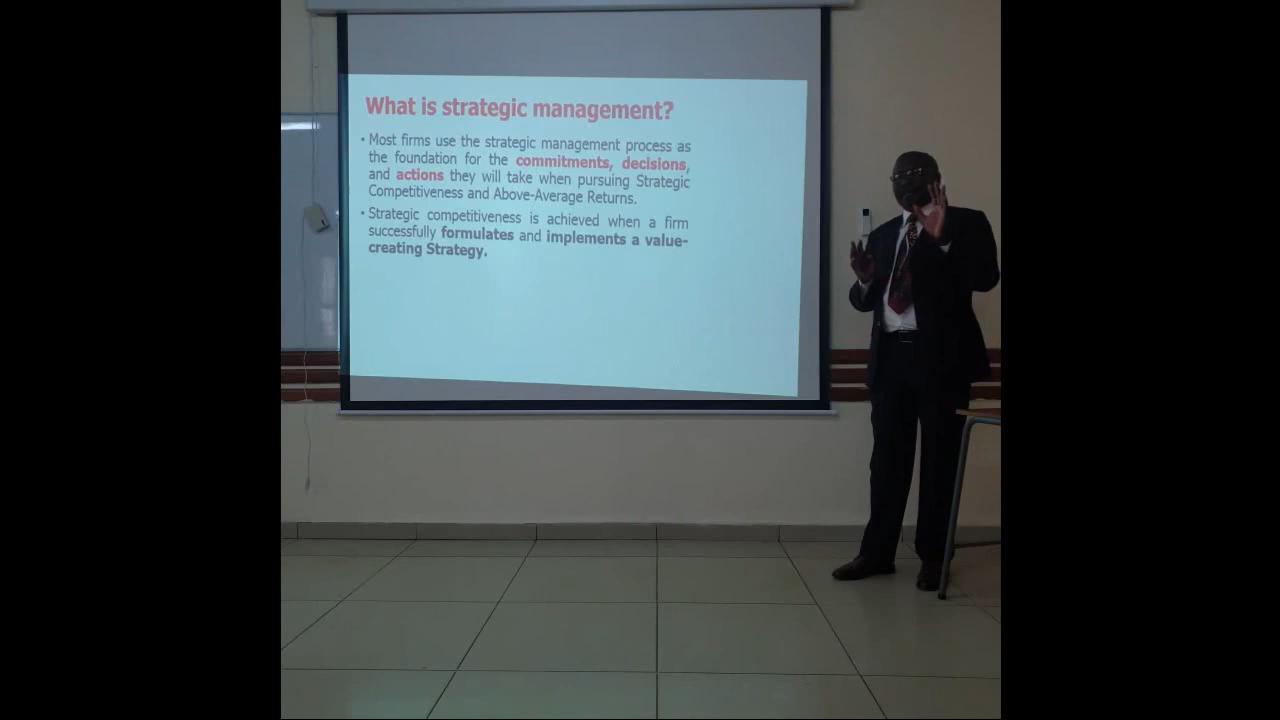 What is strategic management?
• Most firms use the strategic management process as
the foundation for the commitments, decisions,
and actions they will take when pursuing Strategic
Competitiveness and Above-Average Returns.
• Strategic competitiveness is achieved when a firm
successfully formulates and implements a value-
creating Strategy.